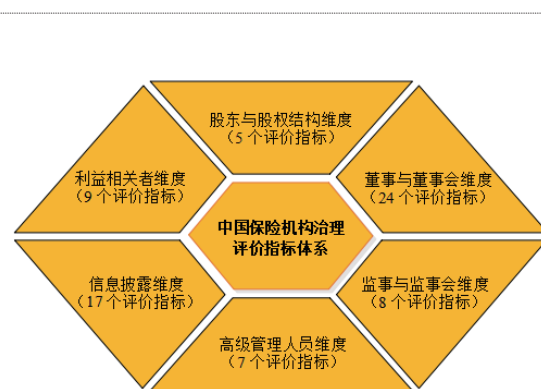 股东与股权结构维度
（5 个评价指标）
利益相关者维度
（9 个评价指标）
董事与董事会维度
（24 个评价指标）
中国保险机构治理
评价指标体系
信息披露维度
（17 个评价指标）
监事与监事会维度
（8 个评价指标）
高级管理人员维度
（7 个评价指标）